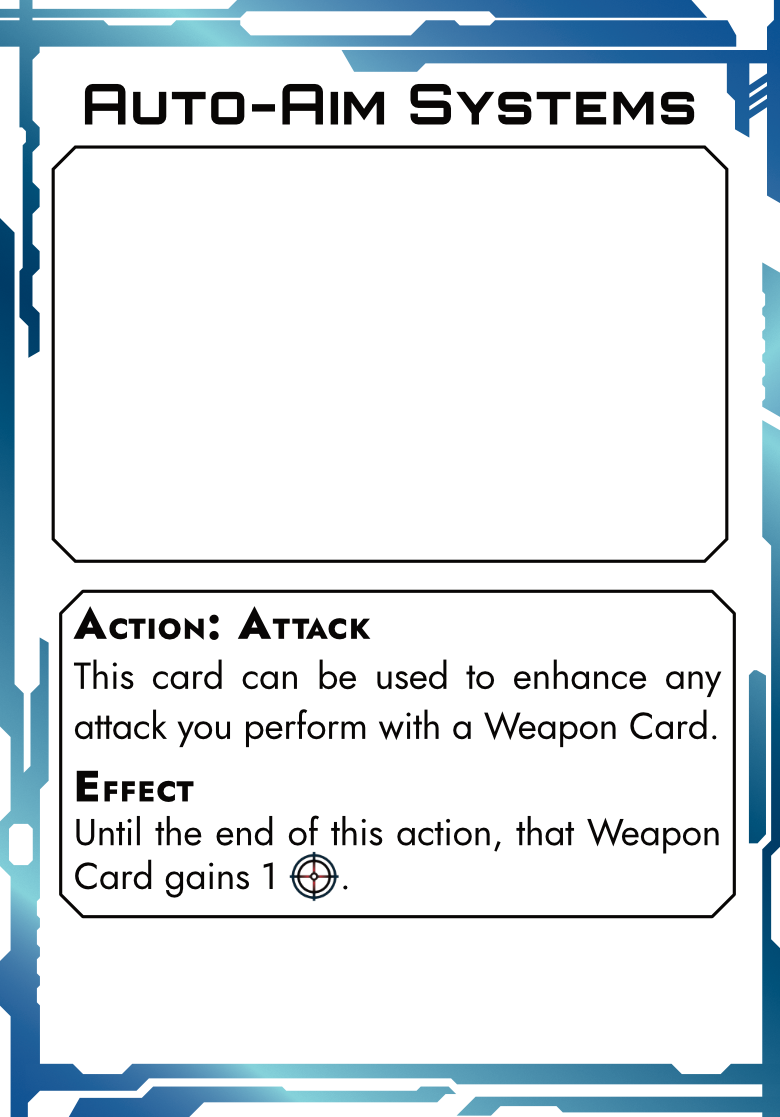 Auto-Aim Systems
Action: Attack
This card can be used to enhance any
attack you perform with a Weapon Card.
Effect
Until the end of this action, that Weapon
Card gains 1 .